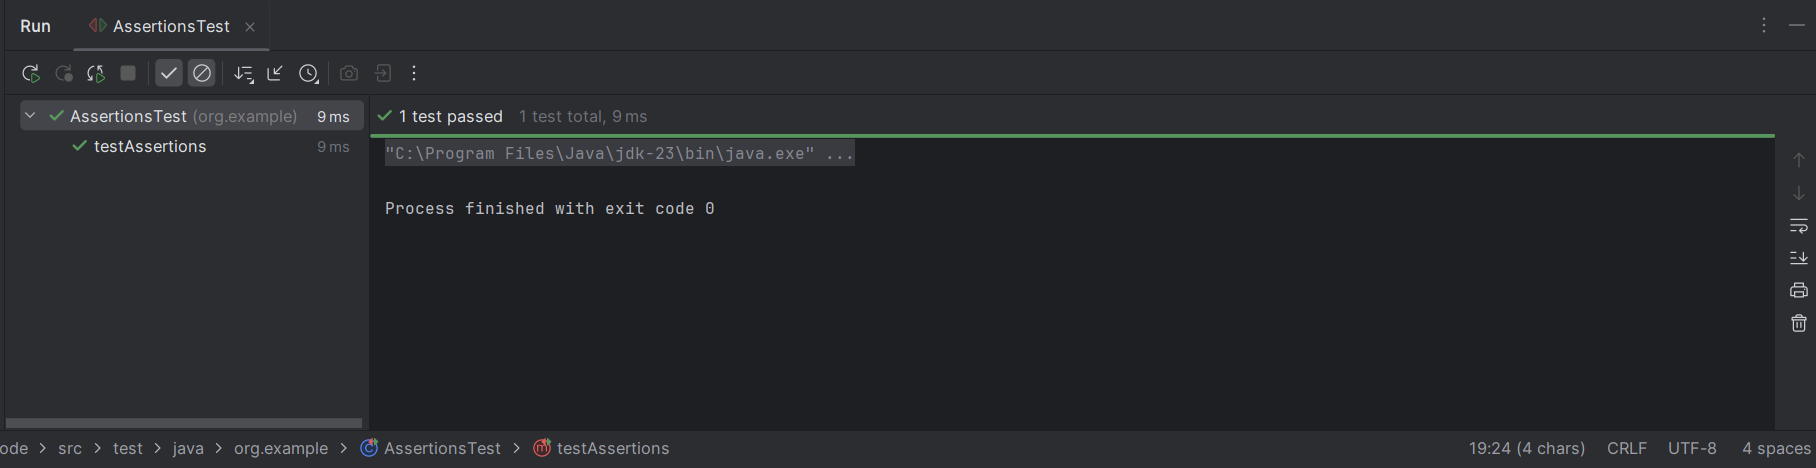 Run AssertionsTest
AssertionsTest (org.example) 9 ms
testAssertions 9 ms
1 test passed 1 test total, 9 ms
"C:\Program Files\Java\jdk-23\bin\java.exe" ...
Process finished with exit code 0
ode > src > test > java > org.example > AssertionsTest > testAssertions 19:24 (4 chars) CRLF UTF-8 4 spaces